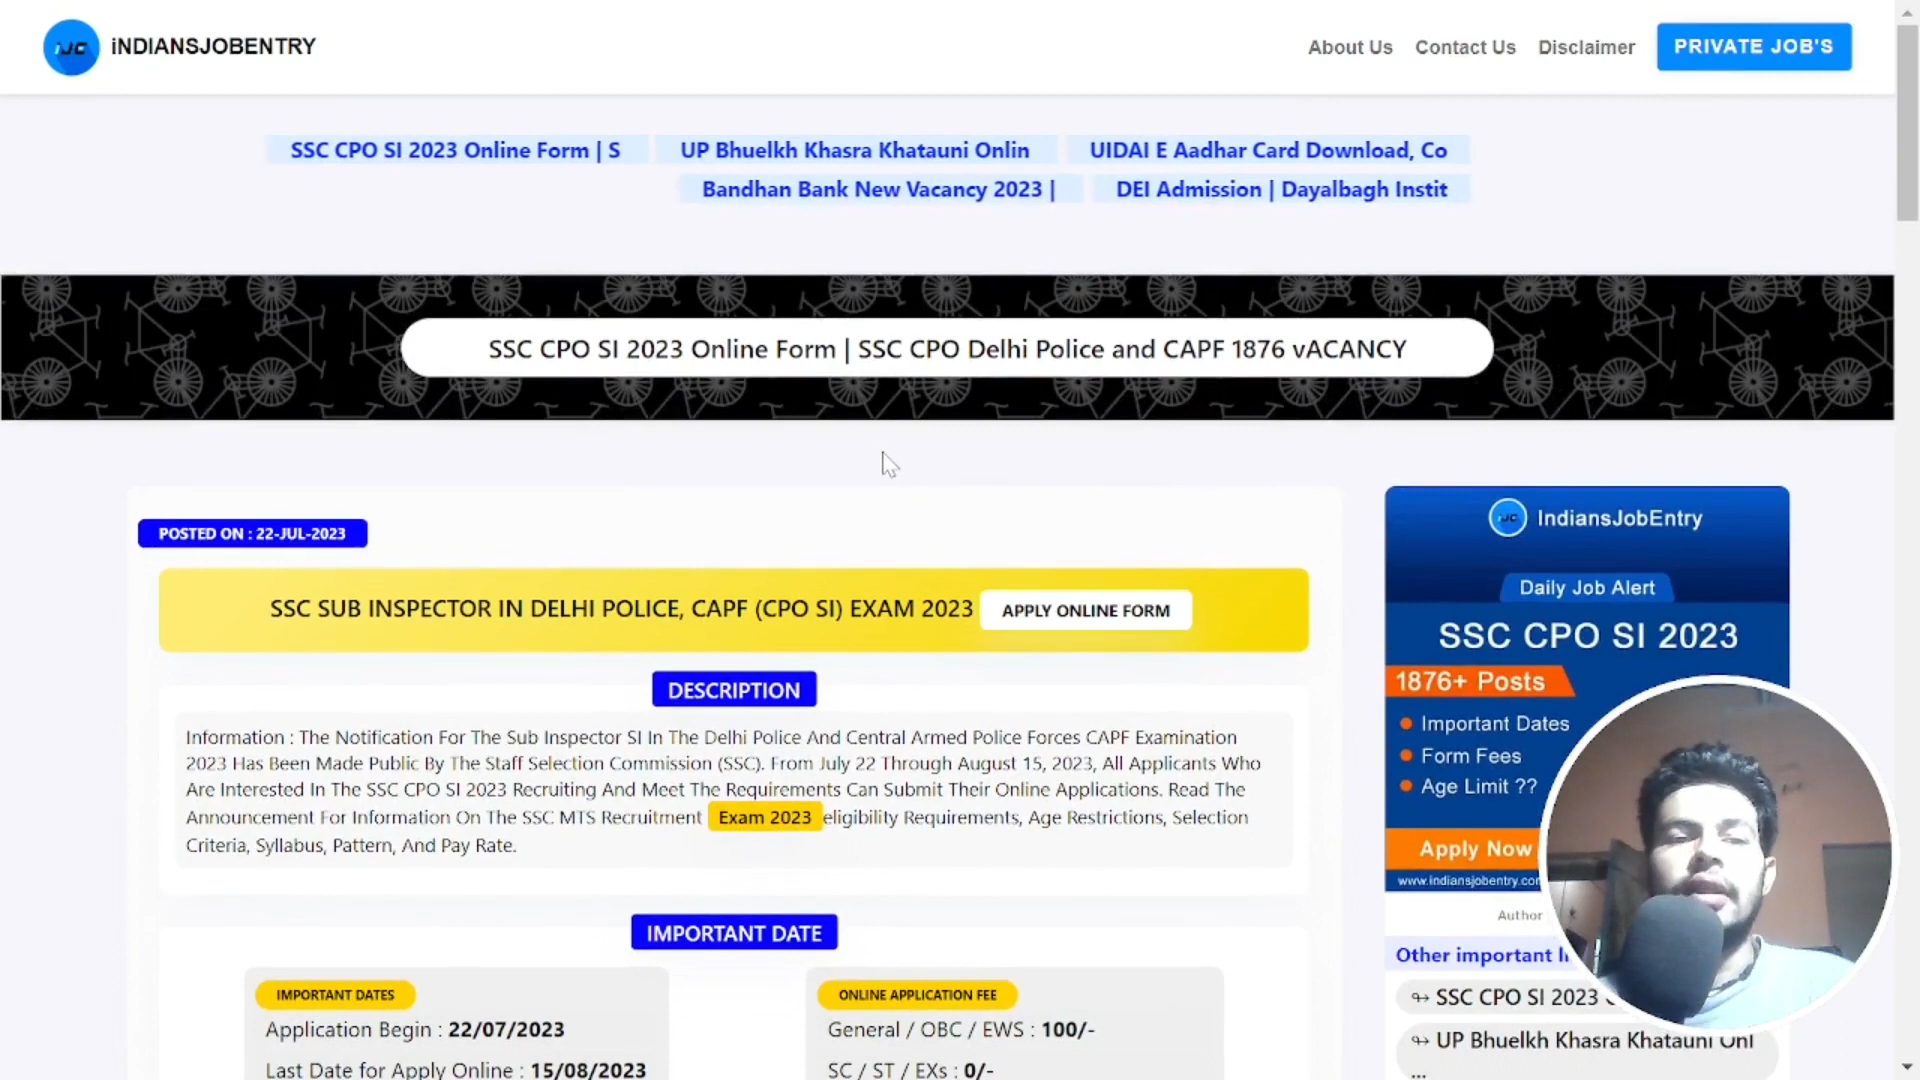 iJC iNDIANSJOBENTRY
About Us Contact Us Disclaimer PRIVATE JOB'S
SSC CPO SI 2023 Online Form | S UP Bhuelkh Khasra Khatauni Onlin UIDAI E Aadhar Card Download, Co
Bandhan Bank New Vacancy 2023 | DEI Admission | Dayalbagh Instit
SSC CPO SI 2023 Online Form | SSC CPO Delhi Police and CAPF 1876 vACANCY
POSTED ON : 22-JUL-2023
SSC SUB INSPECTOR IN DELHI POLICE, CAPF (CPO SI) EXAM 2023 APPLY ONLINE FORM
DESCRIPTION
Information : The Notification For The Sub Inspector SI In The Delhi Police And Central Armed Police Forces CAPF Examination
2023 Has Been Made Public By The Staff Selection Commission (SSC). From July 22 Through August 15, 2023, All Applicants Who
Are Interested In The SSC CPO SI 2023 Recruiting And Meet The Requirements Can Submit Their Online Applications. Read The
Announcement For Information On The SSC MTS Recruitment Exam 2023 eligibility Requirements, Age Restrictions, Selection
Criteria, Syllabus, Pattern, And Pay Rate.
IMPORTANT DATE
IMPORTANT DATES
Application Begin : 22/07/2023
Last Date for Apply Online : 15/08/2023
ONLINE APPLICATION FEE
General / OBC / EWS : 100/-
SC / ST / EXs : 0/-
iJC IndiansJobEntry
Daily Job Alert
SSC CPO SI 2023
1876+ Posts
Important Dates
Form Fees
Age Limit ??
Apply Now
www.indiansjobentry.com
Author
Other important
SSC CPO SI 2023
UP Bhuelkh Khasra Khatauni Onl
...